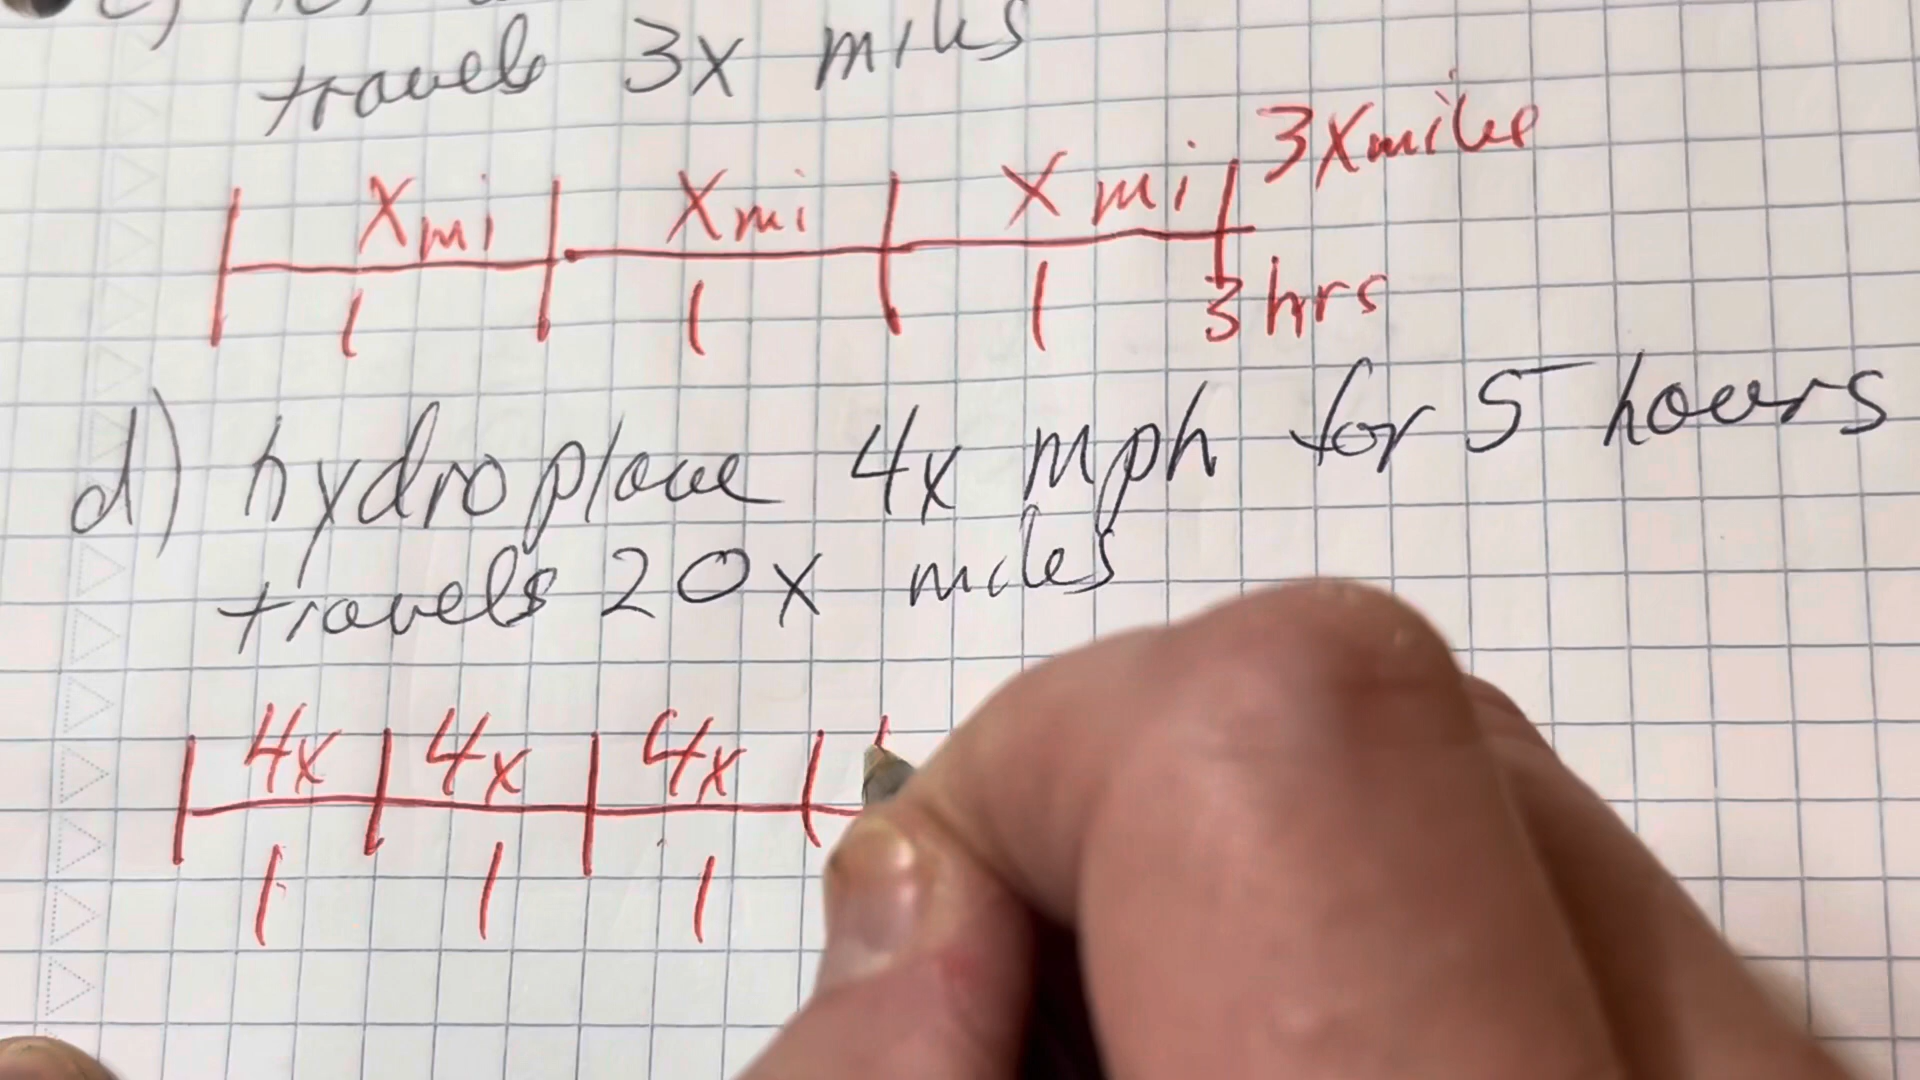 travels 3x miles
3x miles
x mi x mi x mi
1 1 1 3 hrs
d) hydroplane 4x mph for 5 hours
travels 20x miles
4x 4x 4x
1 1 1